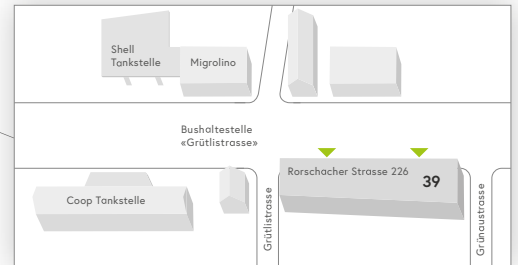 Shell
Tankstelle
Migrolino
Bushaltestelle
«Grütlistrasse»
Rorschacher Strasse 226
39
Coop Tankstelle
Grütlistrasse
Grünaustrasse